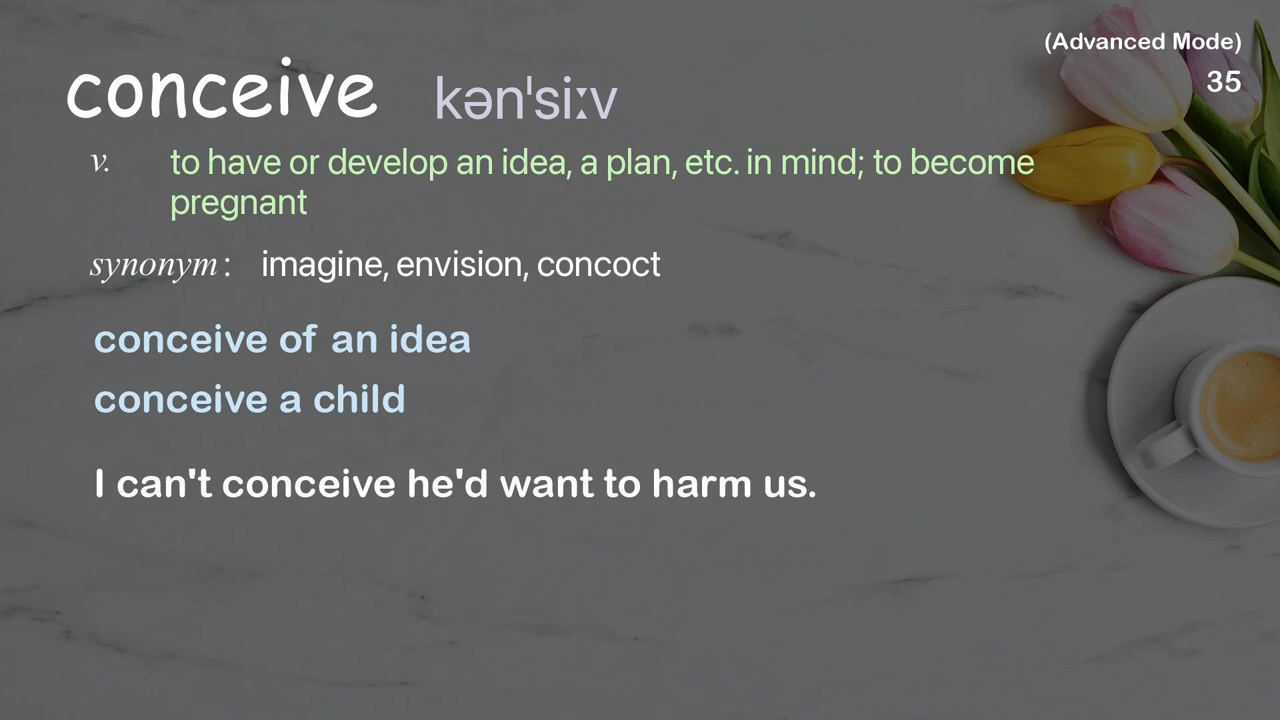 (Advanced Mode)
conceive kən'siːv
35
v. to have or develop an idea, a plan, etc. in mind; to become
pregnant
synonym: imagine, envision, concoct
conceive of an idea
conceive a child
I can't conceive he'd want to harm us.